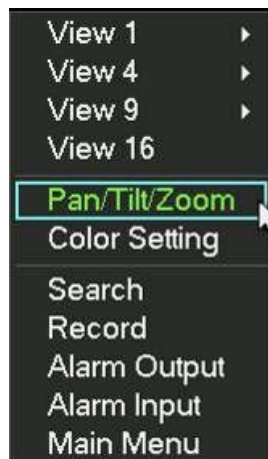 View 1
View 4
View 9
View 16
Pan/Tilt/Zoom
Color Setting
Search
Record
Alarm Output
Alarm Input
Main Menu